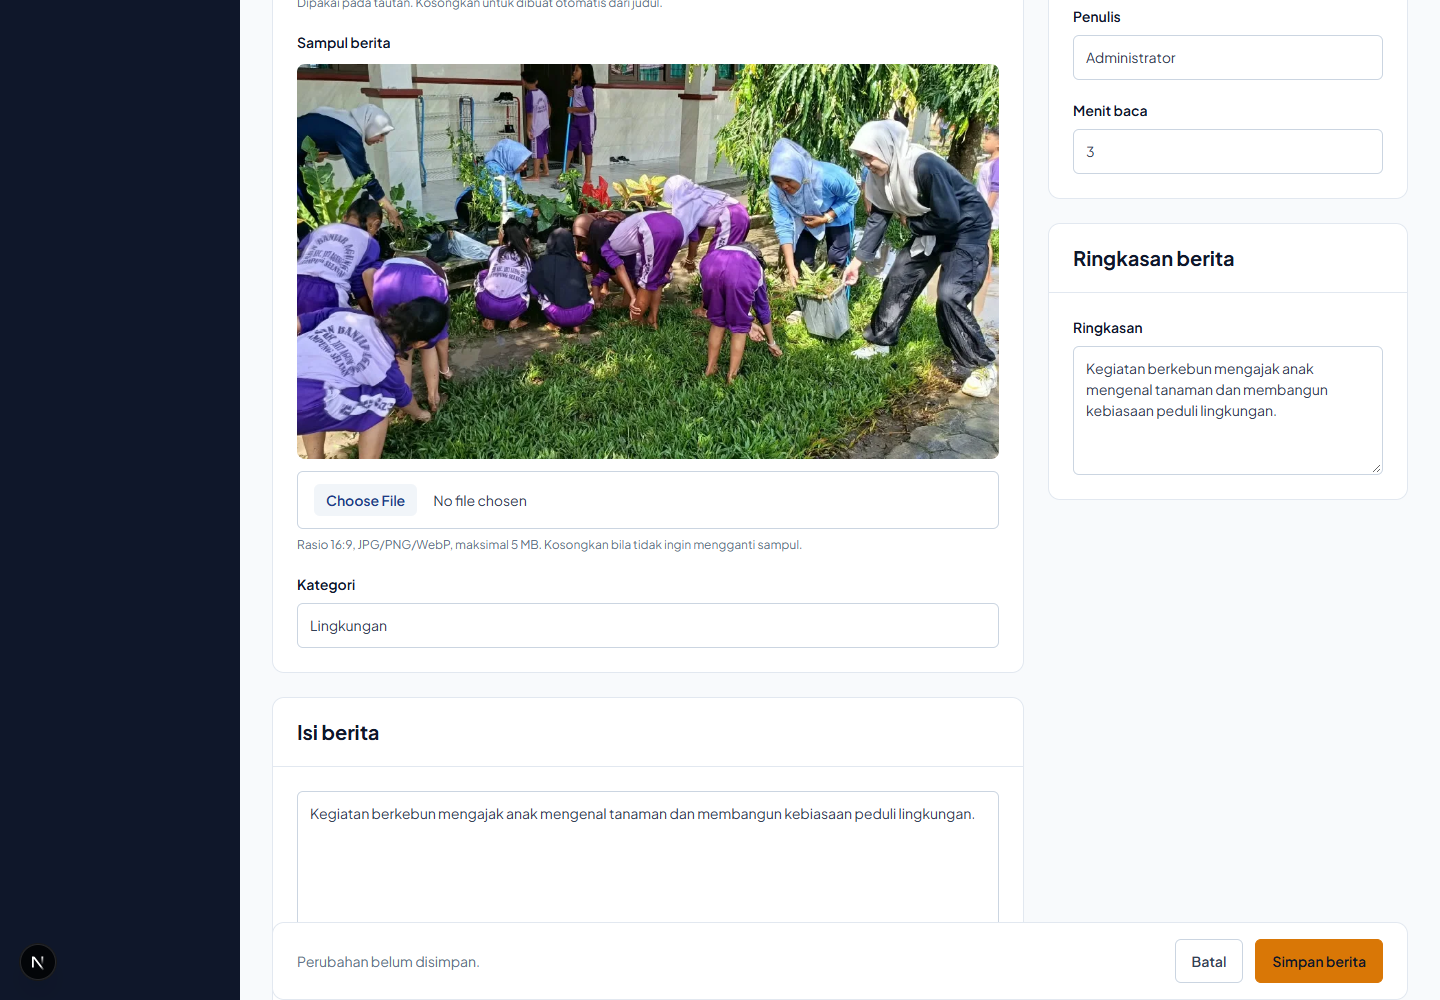 Dipakai pada tautan. Kosongkan untuk dibuat otomatis dari judul.
Sampul berita
Choose File No file chosen
Rasio 16:9, JPG/PNG/WebP, maksimal 5 MB. Kosongkan bila tidak ingin mengganti sampul.
Kategori
Lingkungan
Isi berita
Kegiatan berkebun mengajak anak mengenal tanaman dan membangun kebiasaan peduli lingkungan.
Penulis
Administrator
Menit baca
3
Ringkasan berita
Ringkasan
Kegiatan berkebun mengajak anak
mengenal tanaman dan membangun
kebiasaan peduli lingkungan.
N
Perubahan belum disimpan.
Batal
Simpan berita